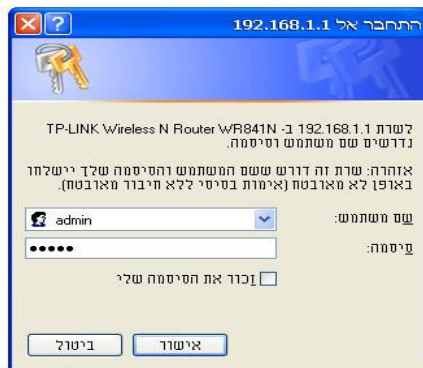 התחבר אל 192.168.1.1
לשרת 192.168.1.1 ב- TP-LINK Wireless N Router WR841N
נדרשים שם משתמש וסיסמה.
אזהרה: שרת זה דורש ששם המשתמש והסיסמה שלך יישלחו
באופן לא מאובטח (אימות בסיסי ללא חיבור מאובטח).
שם משתמש:
admin
סיסמה:
•••••
זכור את הסיסמה שלי
אישור
ביטול